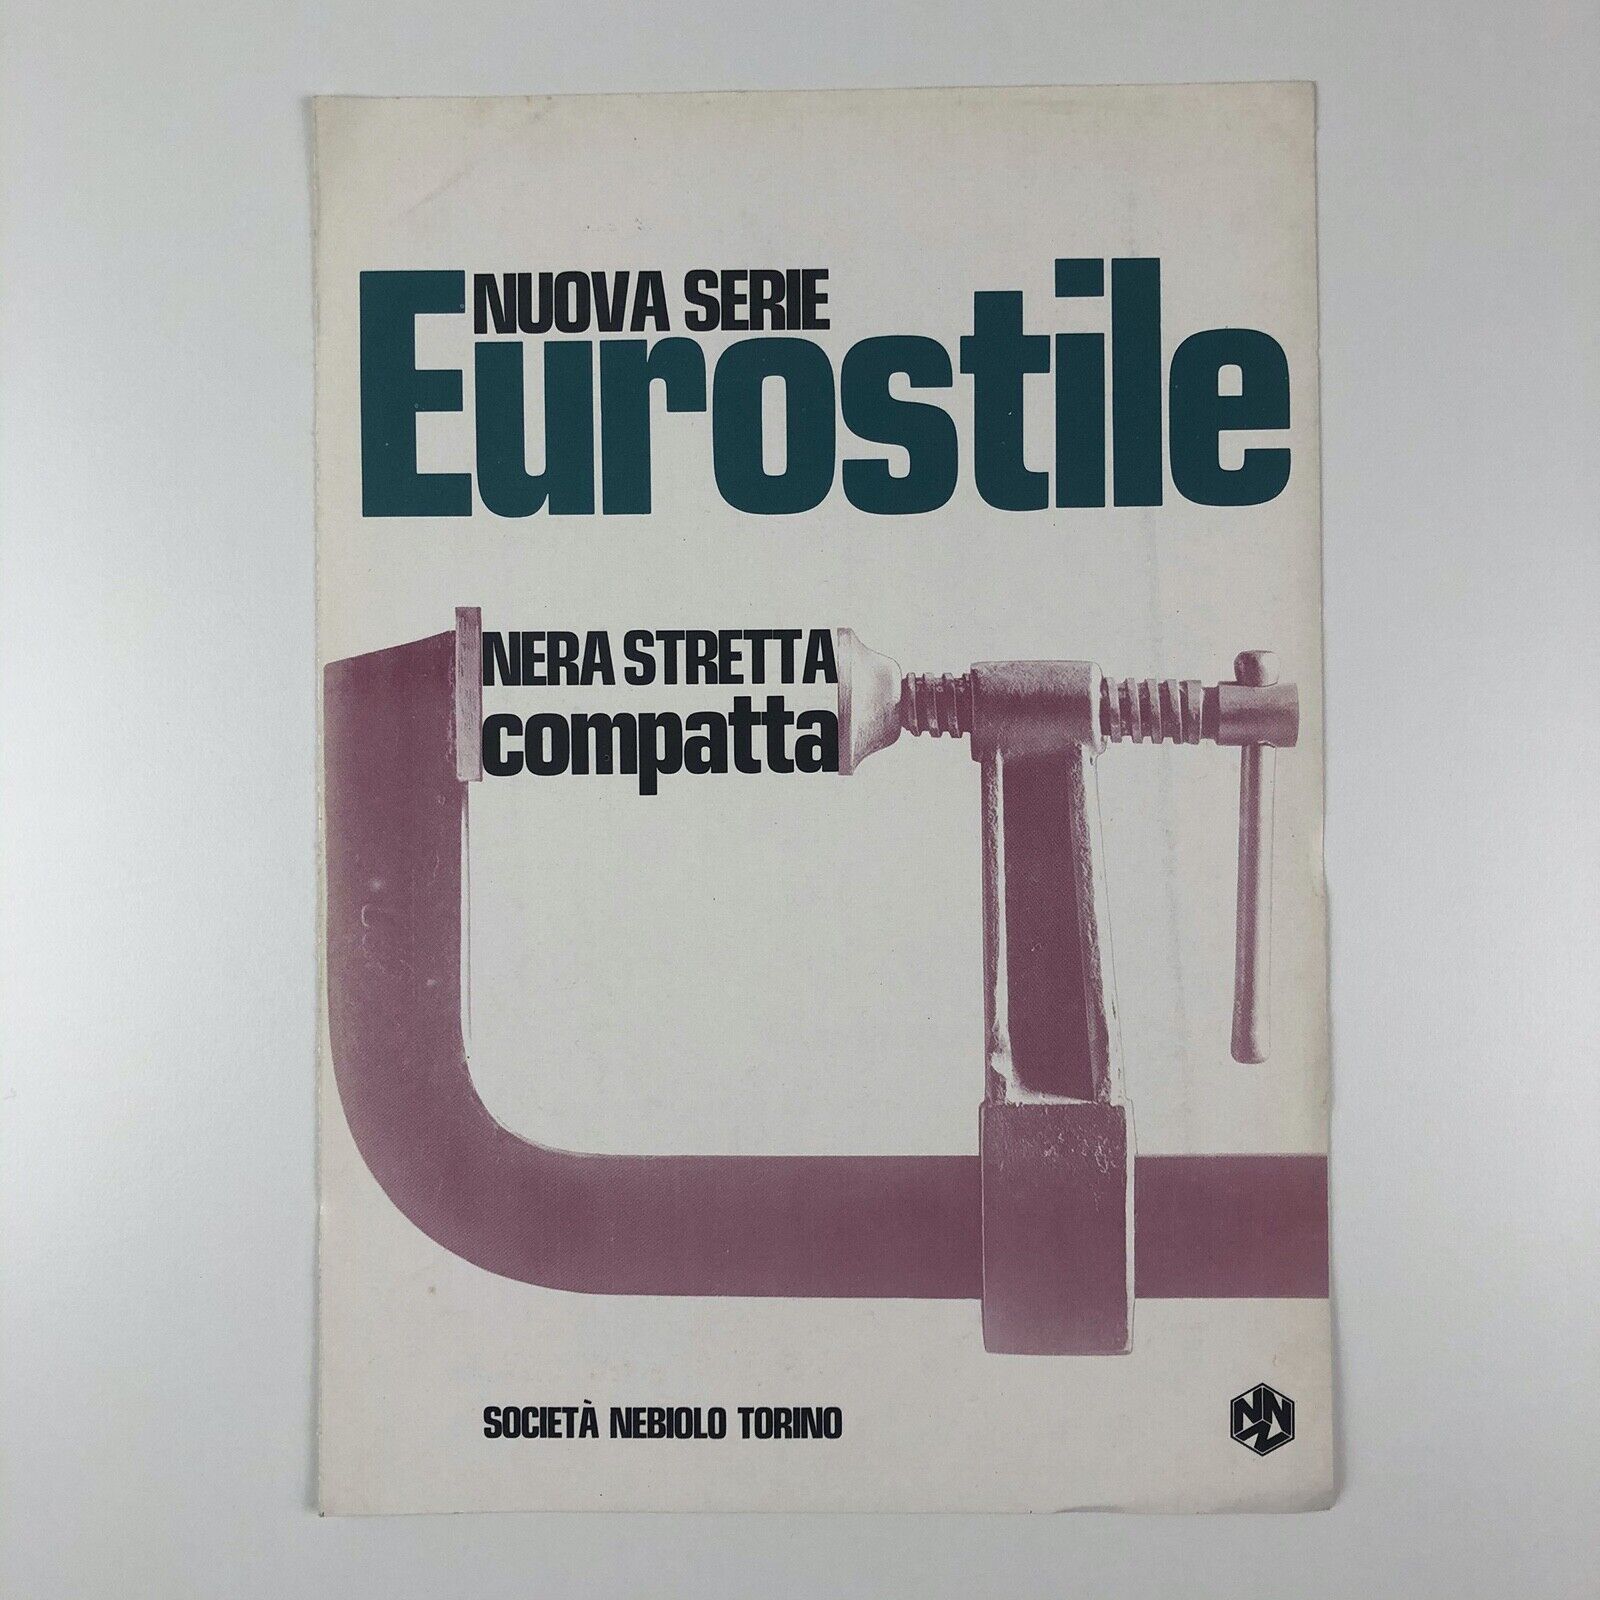 NUOVA SERIE
Eurostile
NERA STRETTA
compatta
SOCIETÀ NEBIOLO TORINO